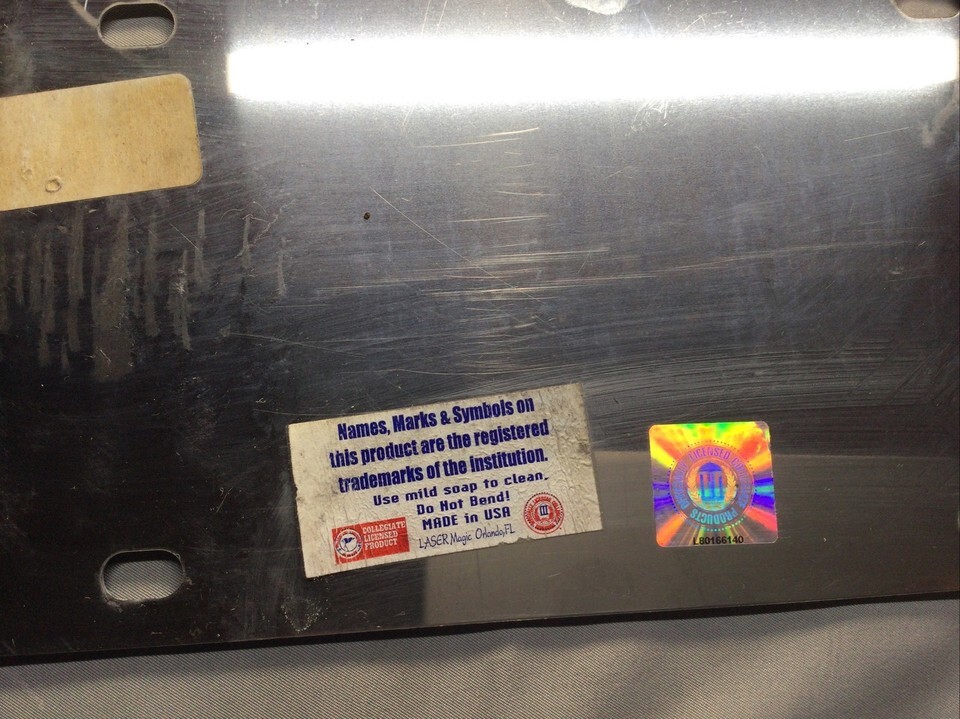 Names, Marks & Symbols on
this product are the registered
trademarks of the institution.
Use mild soap to clean.
Do Not Bend!
MADE in USA
COLLEGIATE
LICENSED
PRODUCT
LASER Magic Orlando, FL
LICENSED
PRODUCTS
L80166140